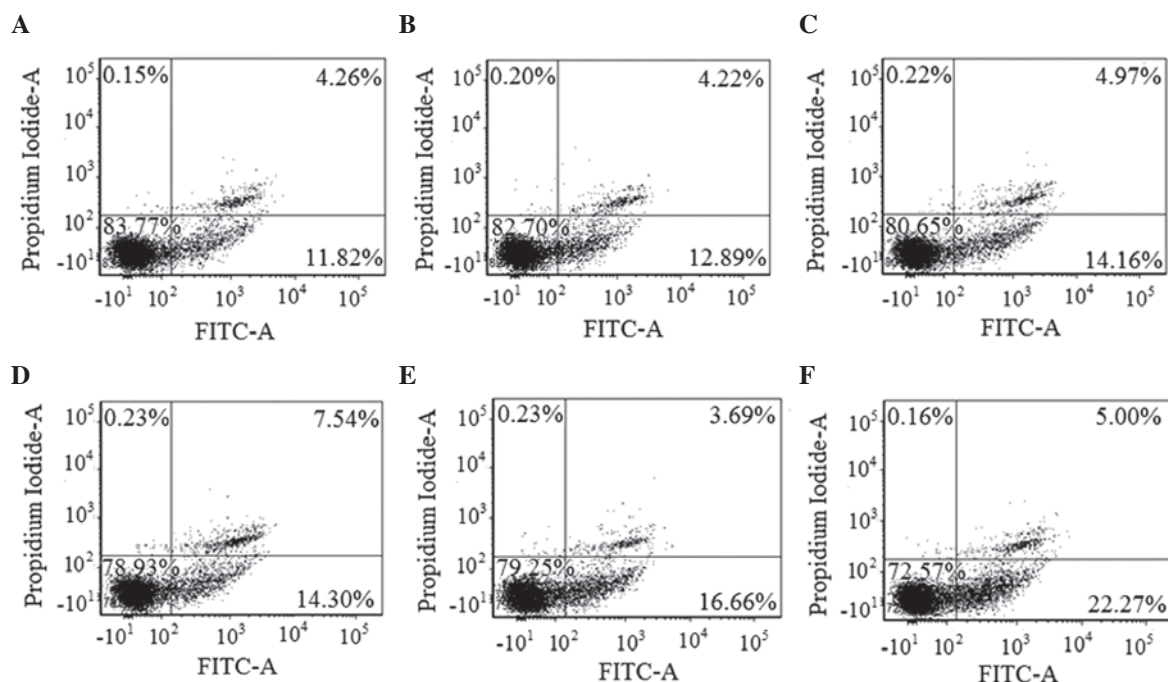 A
B
C
Propidium Iodide-A
10⁵
10⁴
10³
10²
-10¹
0.15%
4.26%
83.77%
11.82%
-10¹ 10² 10³ 10⁴ 10⁵
FITC-A
Propidium Iodide-A
10⁵
10⁴
10³
10²
-10¹
0.20%
4.22%
82.70%
12.89%
-10¹ 10² 10³ 10⁴ 10⁵
FITC-A
Propidium Iodide-A
10⁵
10⁴
10³
10²
-10¹
0.22%
4.97%
80.65%
14.16%
-10¹ 10² 10³ 10⁴ 10⁵
FITC-A
D
E
F
Propidium Iodide-A
10⁵
10⁴
10³
10²
-10¹
0.23%
7.54%
78.93%
14.30%
-10¹ 10² 10³ 10⁴ 10⁵
FITC-A
Propidium Iodide-A
10⁵
10⁴
10³
10²
-10¹
0.23%
3.69%
79.25%
16.66%
-10¹ 10² 10³ 10⁴ 10⁵
FITC-A
Propidium Iodide-A
10⁵
10⁴
10³
10²
-10¹
0.16%
5.00%
72.57%
22.27%
-10¹ 10² 10³ 10⁴ 10⁵
FITC-A